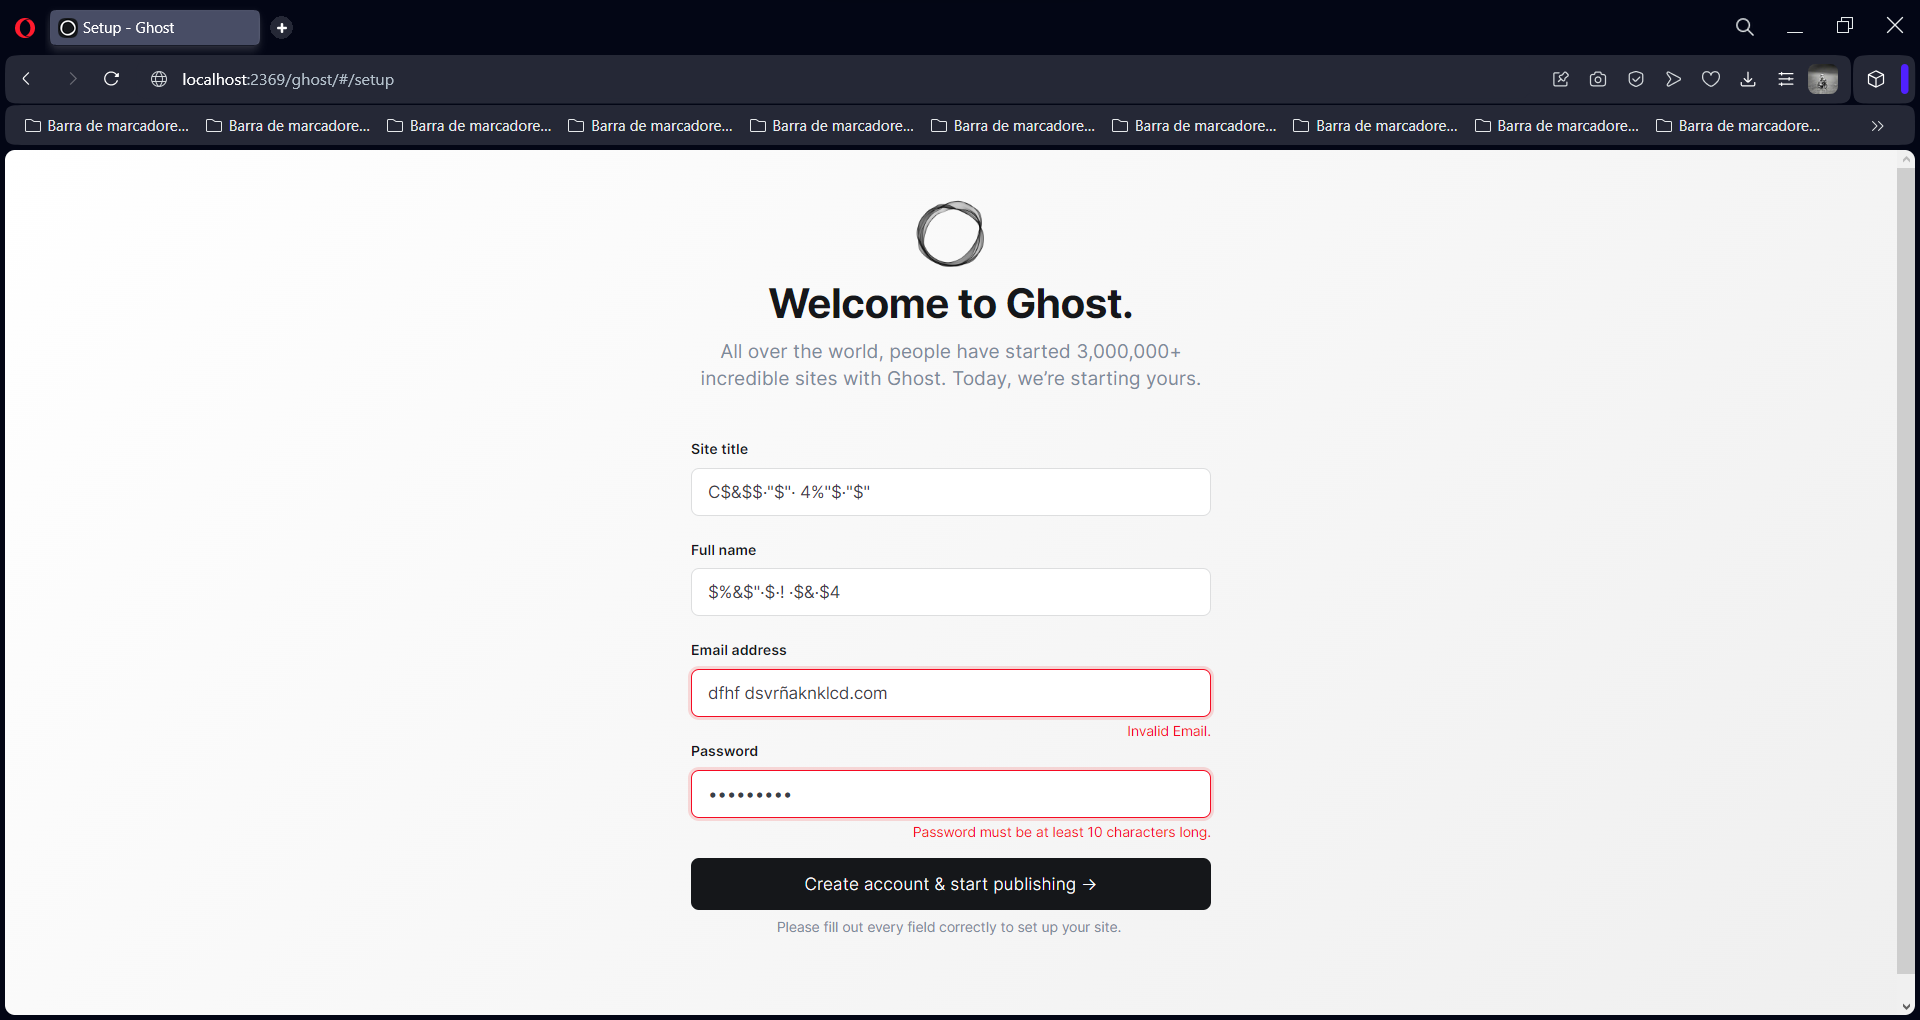 Setup - Ghost
localhost:2369/ghost/#/setup
Barra de marcadore... Barra de marcadore... Barra de marcadore... Barra de marcadore... Barra de marcadore... Barra de marcadore... Barra de marcadore... Barra de marcadore... Barra de marcadore... Barra de marcadore...
Welcome to Ghost.
All over the world, people have started 3,000,000+
incredible sites with Ghost. Today, we’re starting yours.
Site title
C$&$$·"$"· 4%"$·"$"
Full name
$%&$"·$·! ·$&·$4
Email address
dfhf dsvrñaknklcd.com
Invalid Email.
Password
•••••••••
Password must be at least 10 characters long.
Create account & start publishing →
Please fill out every field correctly to set up your site.